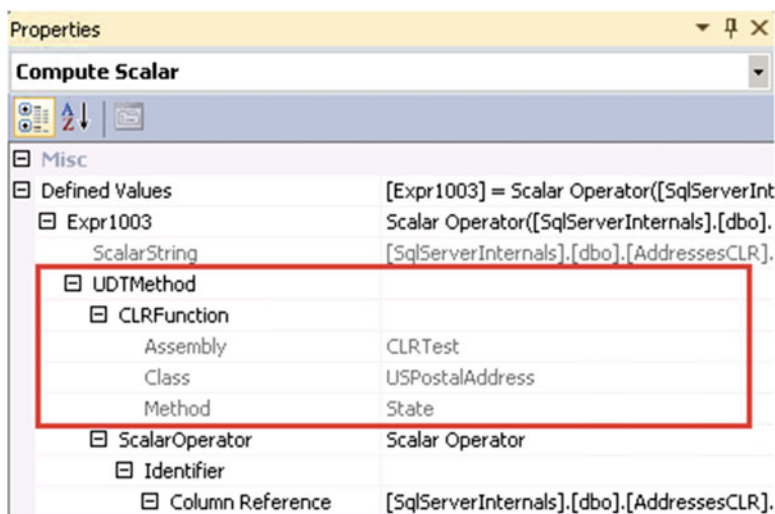 Properties
Compute Scalar
Misc
Defined Values [Expr1003] = Scalar Operator([SqlServerInt
Expr1003 Scalar Operator([SqlServerInternals].[dbo].
ScalarString [SqlServerInternals].[dbo].[AddressesCLR].
UDTMethod
CLRFunction
Assembly CLRTest
Class USPostalAddress
Method State
ScalarOperator Scalar Operator
Identifier
Column Reference [SqlServerInternals].[dbo].[AddressesCLR].